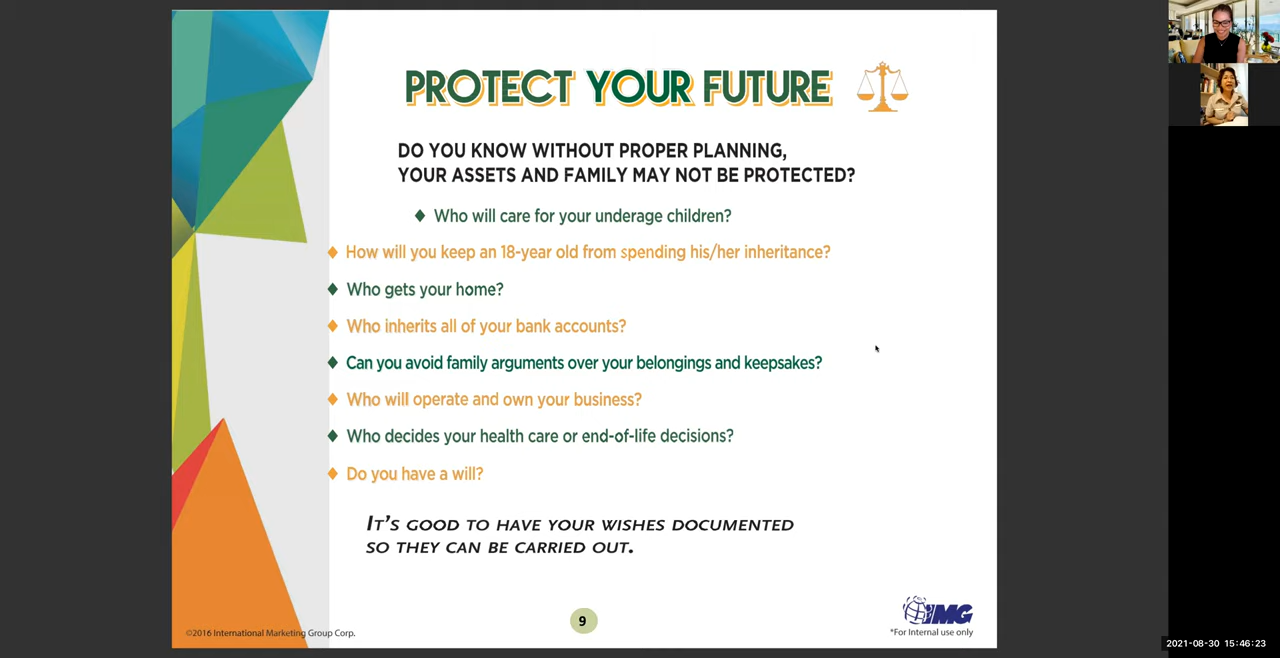 PROTECT YOUR FUTURE
DO YOU KNOW WITHOUT PROPER PLANNING,
YOUR ASSETS AND FAMILY MAY NOT BE PROTECTED?
Who will care for your underage children?
How will you keep an 18-year old from spending his/her inheritance?
Who gets your home?
Who inherits all of your bank accounts?
Can you avoid family arguments over your belongings and keepsakes?
Who will operate and own your business?
Who decides your health care or end-of-life decisions?
Do you have a will?
IT'S GOOD TO HAVE YOUR WISHES DOCUMENTED
SO THEY CAN BE CARRIED OUT.
©2016 International Marketing Group Corp.
9
IMG
*For Internal use only
2021-08-30 15:46:23